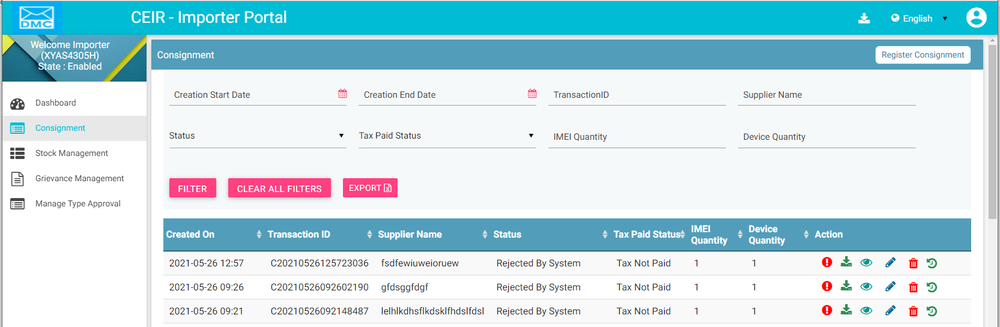 DMC
CEIR - Importer Portal
English
Welcome Importer
(XYAS4305H)
State : Enabled
Dashboard
Consignment
Stock Management
Grievance Management
Manage Type Approval
Consignment
Register Consignment
Creation Start Date
Creation End Date
TransactionID
Supplier Name
Status
Tax Paid Status
IMEI Quantity
Device Quantity
FILTER
CLEAR ALL FILTERS
EXPORT
Created On Transaction ID Supplier Name Status Tax Paid Status IMEI Quantity Device Quantity Action
2021-05-26 12:57 C20210526125723036 fsdfewiuweioruew Rejected By System Tax Not Paid 1 1
2021-05-26 09:26 C20210526092602190 gfdsggfdgf Rejected By System Tax Not Paid 1 1
2021-05-26 09:21 C20210526092148487 lelhlkdhsflkdsklfhdslfdsl Rejected By System Tax Not Paid 1 1